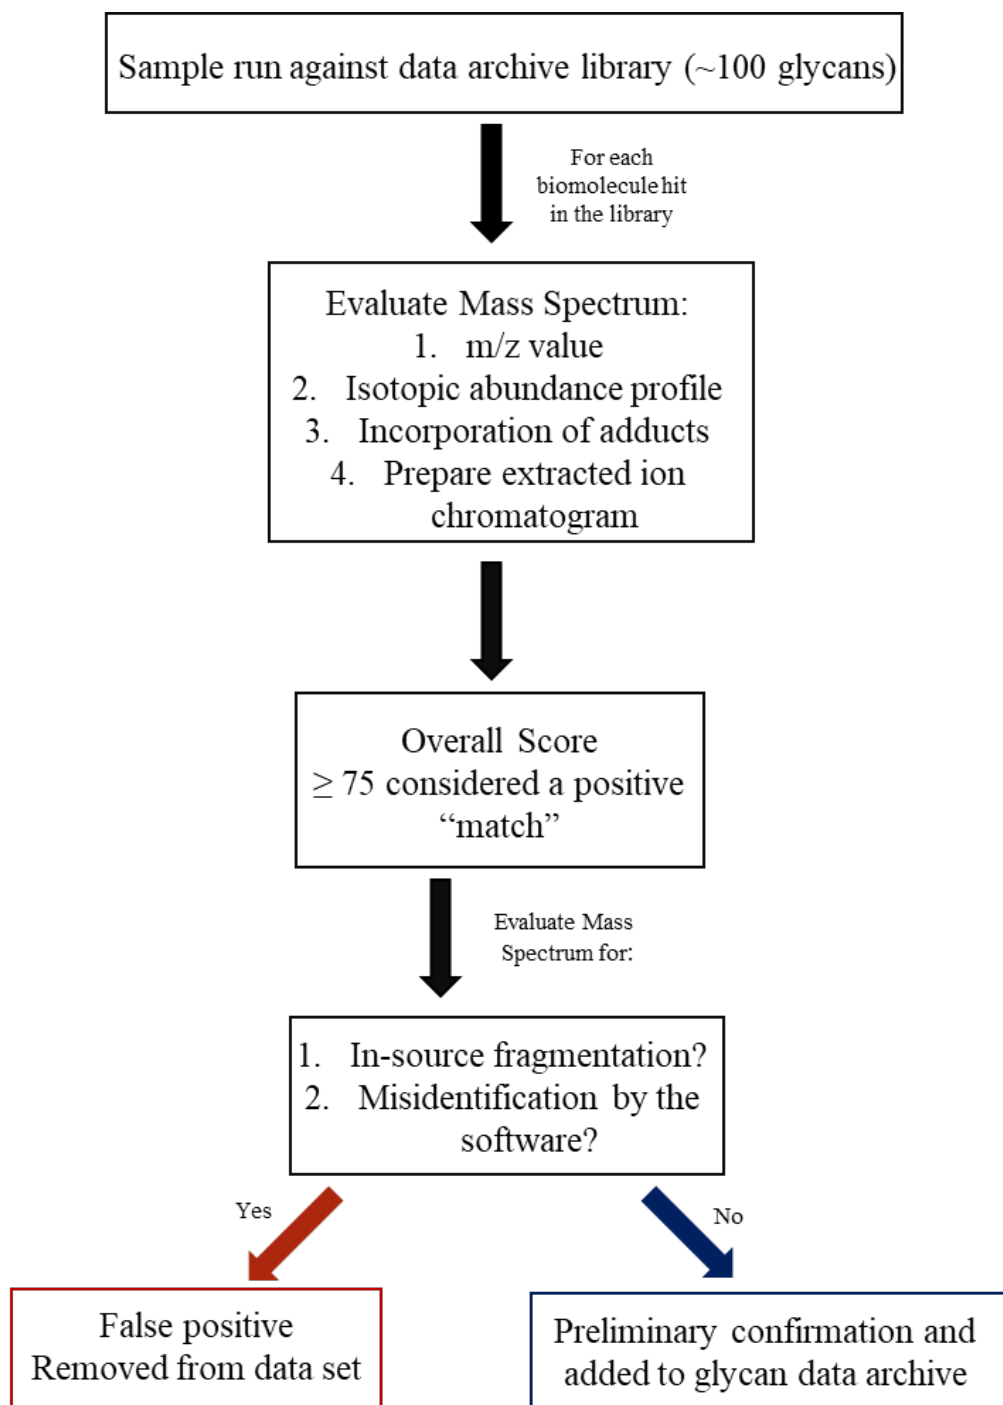 Sample run against data archive library (~100 glycans)
For each
biomolecule hit
in the library
Evaluate Mass Spectrum:
1. m/z value
2. Isotopic abundance profile
3. Incorporation of adducts
4. Prepare extracted ion
chromatogram
Overall Score
≥ 75 considered a positive
“match”
Evaluate Mass
Spectrum for:
1. In-source fragmentation?
2. Misidentification by the
software?
Yes
No
False positive
Removed from data set
Preliminary confirmation and
added to glycan data archive